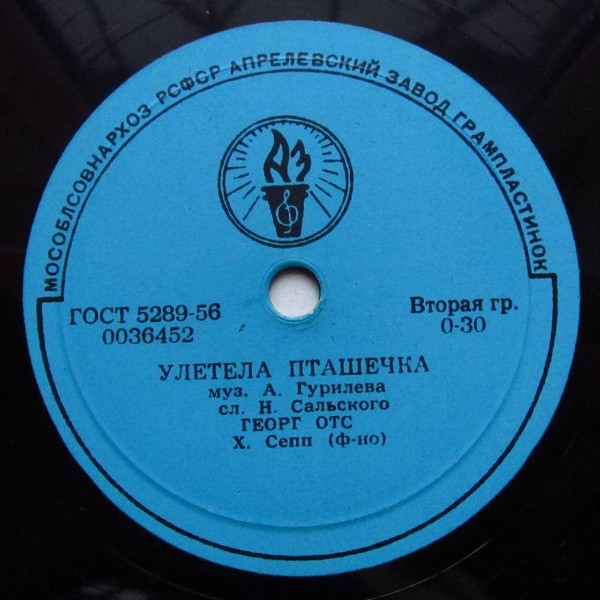 МОСОБЛСОВНАРХОЗ РСФСР АПРЕЛЕВСКИЙ ЗАВОД ГРАМПЛАСТИНОК
АЗ
ГОСТ 5289-56
0036452
Вторая гр.
0-30
УЛЕТЕЛА ПТАШЕЧКА
муз. А. Гурилева
сл. Н. Сальского
ГЕОРГ ОТС
Х. Сепп (ф-но)